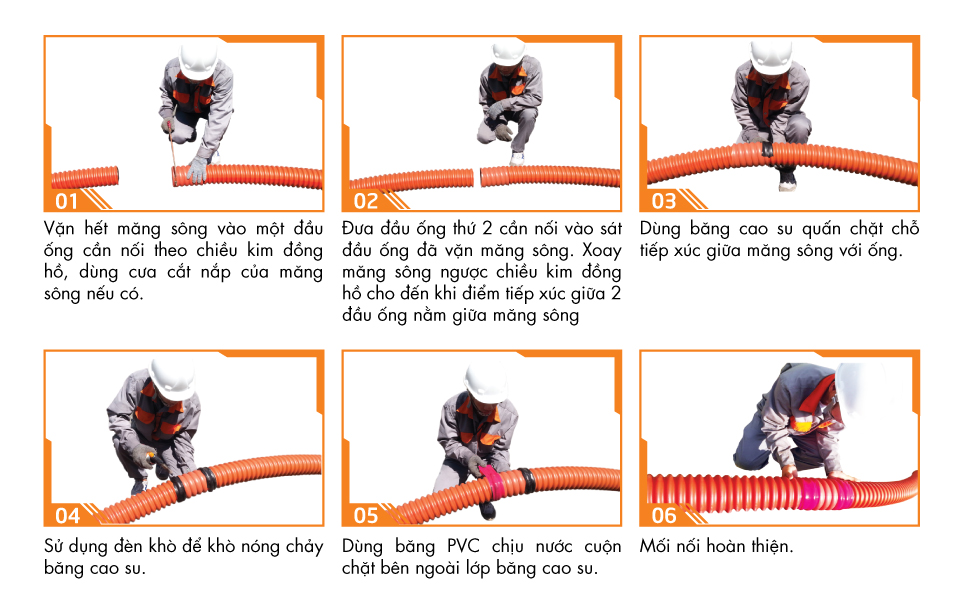 01
Vặn hết măng sông vào một đầu
ống cần nối theo chiều kim đồng
hồ, dùng cưa cắt nắp của măng
sông nếu có.
02
Đưa đầu ống thứ 2 cần nối vào sát
đầu ống đã vặn măng sông. Xoay
măng sông ngược chiều kim đồng
hồ cho đến khi điểm tiếp xúc giữa 2
đầu ống nằm giữa măng sông
03
Dùng băng cao su quấn chặt chỗ
tiếp xúc giữa măng sông với ống.
04
Sử dụng đèn khò để khò nóng chảy
băng cao su.
05
Dùng băng PVC chịu nước cuộn
chặt bên ngoài lớp băng cao su.
06
Mối nối hoàn thiện.